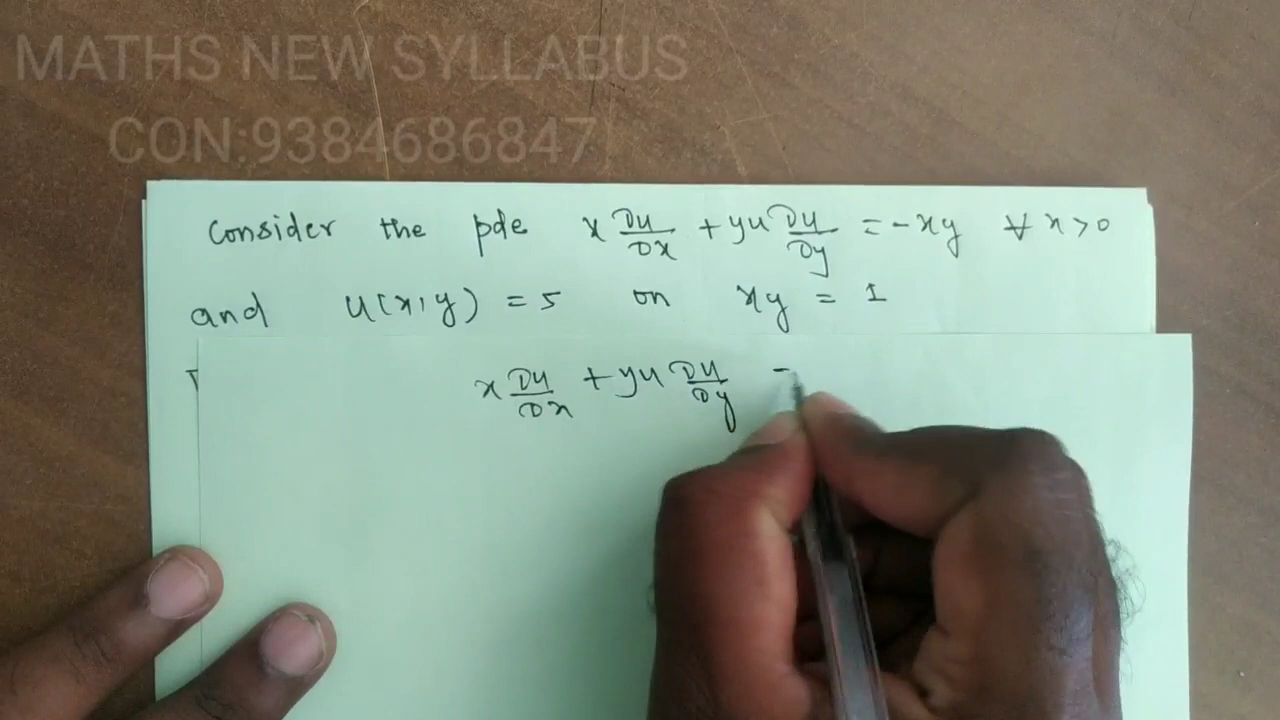 MATHS NEW SYLLABUS
CON:9384686847
Consider the pde x ∂u/∂x + yu ∂u/∂y = -xy ∀ x>0
and u(x,y) = 5 on xy = 1
x ∂u/∂x + yu ∂u/∂y =